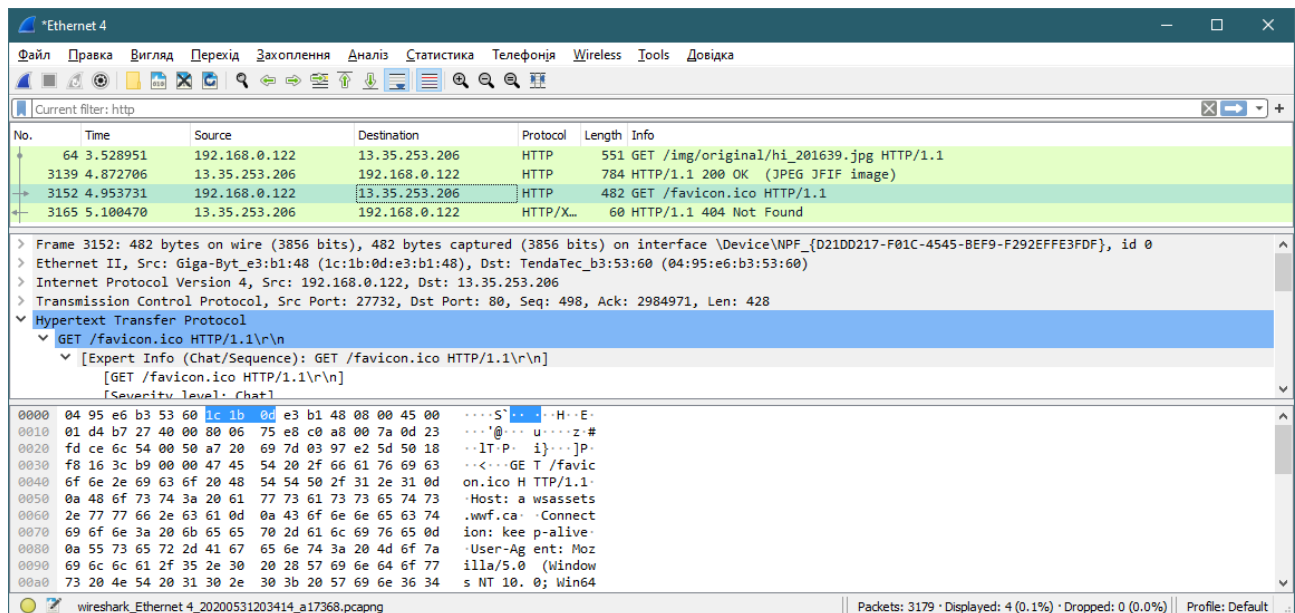 *Ethernet 4
Файл Правка Вигляд Перехід Захоплення Аналіз Статистика Телефонія Wireless Tools Довідка
Current filter: http
No. Time Source Destination Protocol Length Info
64 3.528951 192.168.0.122 13.35.253.206 HTTP 551 GET /img/original/hi_201639.jpg HTTP/1.1
3139 4.872706 13.35.253.206 192.168.0.122 HTTP 784 HTTP/1.1 200 OK (JPEG JFIF image)
3152 4.953731 192.168.0.122 13.35.253.206 HTTP 482 GET /favicon.ico HTTP/1.1
3165 5.100470 13.35.253.206 192.168.0.122 HTTP/X… 60 HTTP/1.1 404 Not Found
> Frame 3152: 482 bytes on wire (3856 bits), 482 bytes captured (3856 bits) on interface \Device\NPF_{D21DD217-F01C-4545-BEF9-F292EFFE3FDF}, id 0
> Ethernet II, Src: Giga-Byt_e3:b1:48 (1c:1b:0d:e3:b1:48), Dst: TendaTec_b3:53:60 (04:95:e6:b3:53:60)
> Internet Protocol Version 4, Src: 192.168.0.122, Dst: 13.35.253.206
> Transmission Control Protocol, Src Port: 27732, Dst Port: 80, Seq: 498, Ack: 2984971, Len: 428
Hypertext Transfer Protocol
GET /favicon.ico HTTP/1.1\r\n
[Expert Info (Chat/Sequence): GET /favicon.ico HTTP/1.1\r\n]
[GET /favicon.ico HTTP/1.1\r\n]
[Severity level: Chat]
0000 04 95 e6 b3 53 60 1c 1b 0d e3 b1 48 08 00 45 00 ····S`·· ···H··E·
0010 01 d4 b7 27 40 00 80 06 75 e8 c0 a8 00 7a 0d 23 ···'@··· u····z·#
0020 fd ce 6c 54 00 50 a7 20 69 7d 03 97 e2 5d 50 18 ··lT·P· i}···]P·
0030 f8 16 3c b9 00 00 47 45 54 20 2f 66 61 76 69 63 ··<···GE T /favic
0040 6f 6e 2e 69 63 6f 20 48 54 54 50 2f 31 2e 31 0d on.ico H TTP/1.1·
0050 0a 48 6f 73 74 3a 20 61 77 73 61 73 73 65 74 73 ·Host: a wsassets
0060 2e 77 77 66 2e 63 61 0d 0a 43 6f 6e 6e 65 63 74 .wwf.ca· ·Connect
0070 69 6f 6e 3a 20 6b 65 65 70 2d 61 6c 69 76 65 0d ion: kee p-alive·
0080 0a 55 73 65 72 2d 41 67 65 6e 74 3a 20 4d 6f 7a ·User-Ag ent: Moz
0090 69 6c 6c 61 2f 35 2e 30 20 28 57 69 6e 64 6f 77 illa/5.0 (Window
00a0 73 20 4e 54 20 31 30 2e 30 3b 20 57 69 6e 36 34 s NT 10. 0; Win64
wireshark_Ethernet 4_20200531203414_a17368.pcapng Packets: 3179 · Displayed: 4 (0.1%) · Dropped: 0 (0.0%) Profile: Default